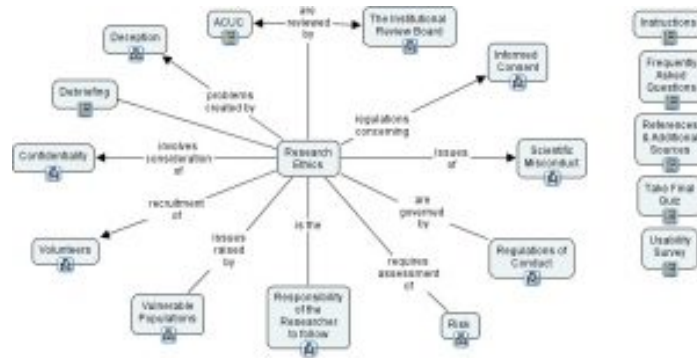 ACUC
are
reviewed
by
The Institutional
Review Board
Deception
problems
created by
Informed
Consent
regulations
concerning
Debriefing
Confidentiality
involves
consideration
of
Research
Ethics
issues
of
Scientific
Misconduct
recruitment
of
Volunteers
issues
raised
by
is the
are
governed
by
Regulations of
Conduct
requires
assessment
of
Vulnerable
Populations
Responsibility
of the
Researcher
to follow
Risk
Instructions
Frequently
Asked
Questions
References
& Additional
Sources
Take Final
Quiz
Usability
Survey